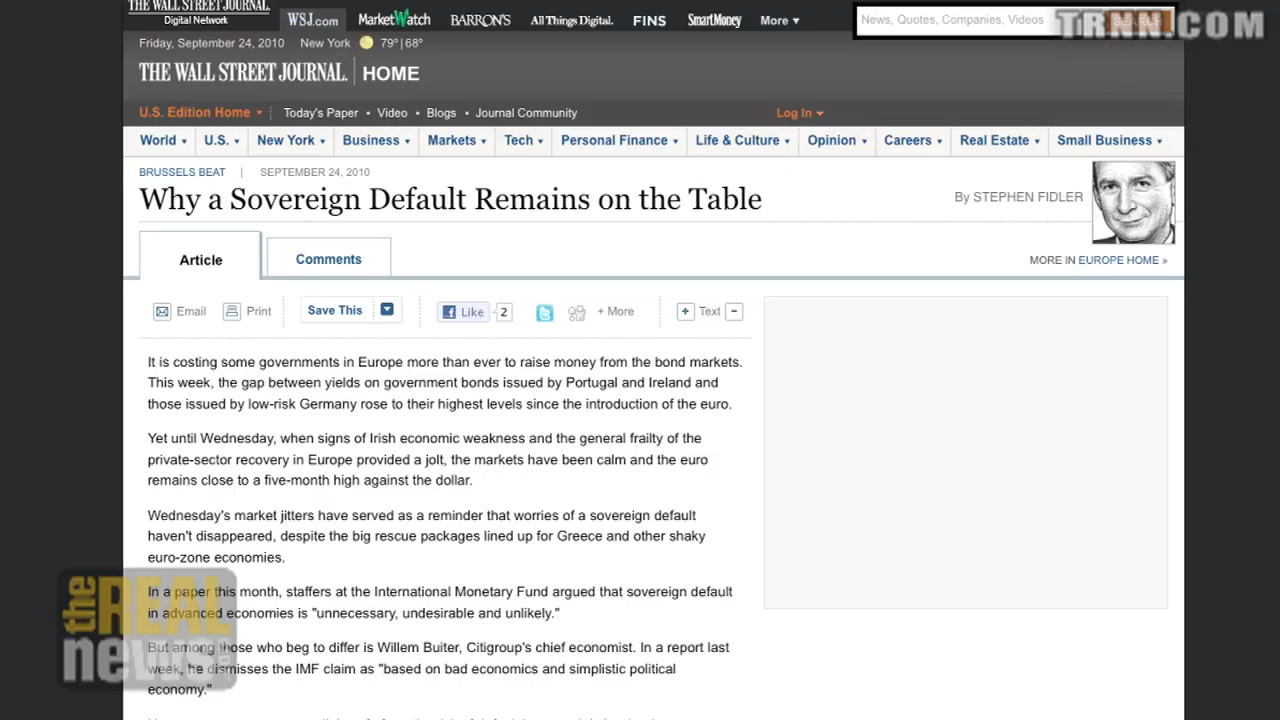 THE WALL STREET JOURNAL.
Digital Network
WSJ.com MarketWatch BARRON'S All Things Digital. FINS SmartMoney More ▾
News, Quotes, Companies, Videos SEARCH
TRNN.COM
Friday, September 24, 2010 New York 79° | 68°
THE WALL STREET JOURNAL. HOME
U.S. Edition Home ▾ Today's Paper • Video • Blogs • Journal Community Log In ▾
World ▾ U.S. ▾ New York ▾ Business ▾ Markets ▾ Tech ▾ Personal Finance ▾ Life & Culture ▾ Opinion ▾ Careers ▾ Real Estate ▾ Small Business ▾
BRUSSELS BEAT | SEPTEMBER 24, 2010
Why a Sovereign Default Remains on the Table
By STEPHEN FIDLER
Article Comments
MORE IN EUROPE HOME »
Email Print Save This Like 2 + More + Text −
It is costing some governments in Europe more than ever to raise money from the bond markets.
This week, the gap between yields on government bonds issued by Portugal and Ireland and
those issued by low-risk Germany rose to their highest levels since the introduction of the euro.
Yet until Wednesday, when signs of Irish economic weakness and the general frailty of the
private-sector recovery in Europe provided a jolt, the markets have been calm and the euro
remains close to a five-month high against the dollar.
Wednesday's market jitters have served as a reminder that worries of a sovereign default
haven't disappeared, despite the big rescue packages lined up for Greece and other shaky
euro-zone economies.
In a paper this month, staffers at the International Monetary Fund argued that sovereign default
in advanced economies is "unnecessary, undesirable and unlikely."
But among those who beg to differ is Willem Buiter, Citigroup's chief economist. In a report last
week, he dismisses the IMF claim as "based on bad economics and simplistic political
economy."
the REAL
news